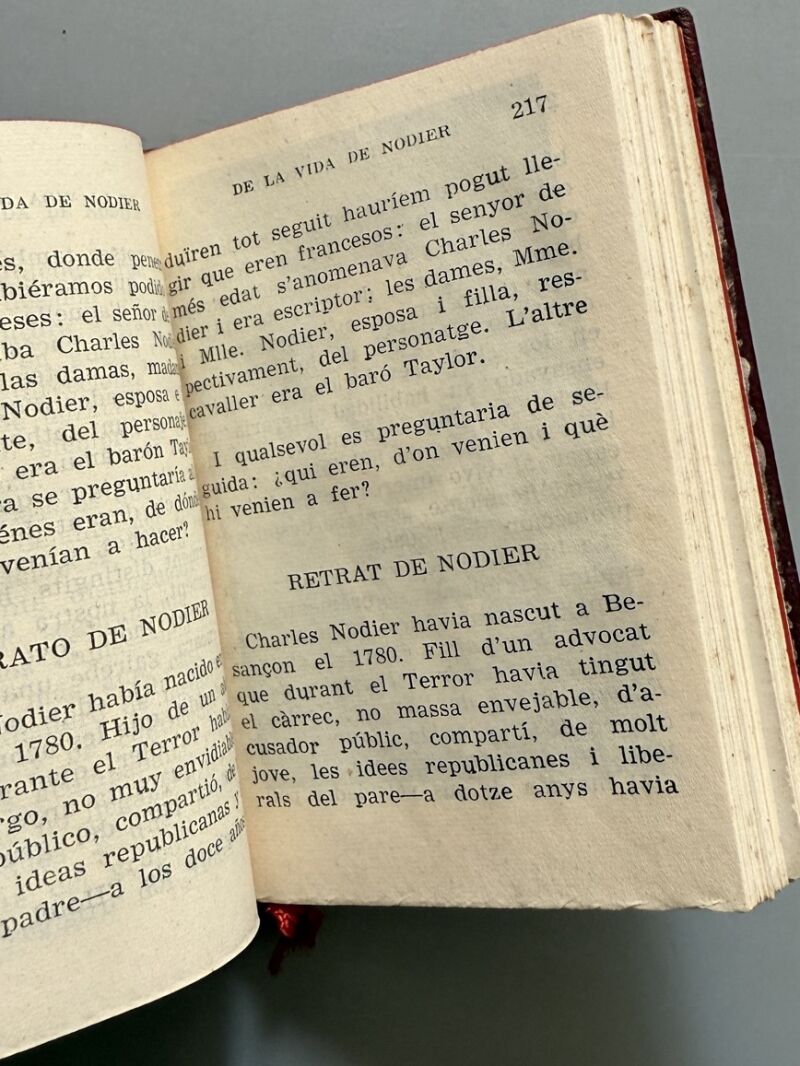 DA DE NODIER
es, donde
biéramos
eses: el señor
ba Charles
las damas,
Nodier, esposa e
te, del
era el barón
ra se preguntaría
énes eran, de
venían a hacer?
RATO DE NODIER
Nodier había nacido
1780. Hijo de un
rante el Terror
rgo, no muy
público, compartió, de
ideas republicanas y
padre—a los doce años
DE LA VIDA DE NODIER 217
duïren tot seguit hauríem pogut lle-
gir que eren francesos: el senyor de
més edat s'anomenava Charles No-
dier i era escriptor; les dames, Mme.
i Mlle. Nodier, esposa i filla, res-
pectivament, del personatge. L'altre
cavaller era el baró Taylor.
I qualsevol es preguntaria de se-
guida: ¿qui eren, d'on venien i què
hi venien a fer?
RETRAT DE NODIER
Charles Nodier havia nascut a Be-
sançon el 1780. Fill d'un advocat
que durant el Terror havia tingut
el càrrec, no massa envejable, d'a-
cusador públic, compartí, de molt
jove, les idees republicanes i libe-
rals del pare—a dotze anys havia